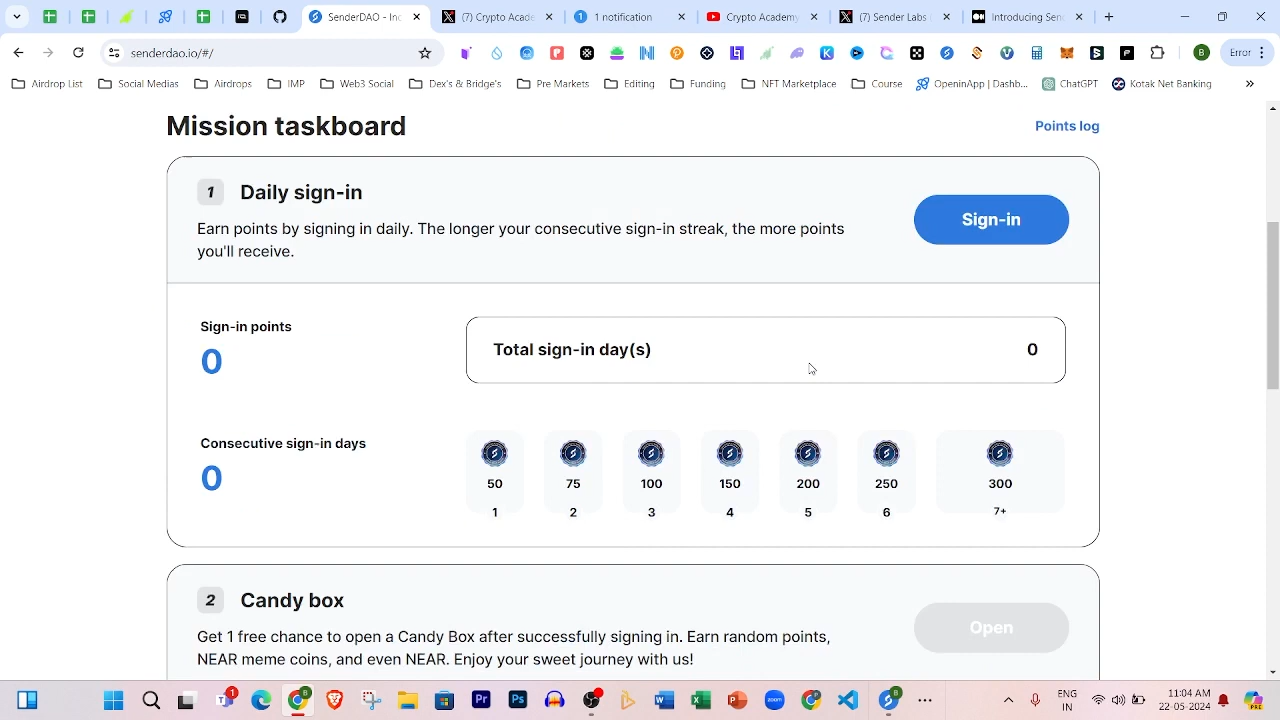 SenderDAO - Inc
(7) Crypto Acade
1 notification
Crypto Academy
(7) Sender Labs
Introducing Sen
senderdao.io/#/
Error
Airdrop List
Social Medias
Airdrops
IMP
Web3 Social
Dex's & Bridge's
Pre Markets
Editing
Funding
NFT Marketplace
Course
OpeninApp | Dashb...
ChatGPT
Kotak Net Banking
Mission taskboard
Points log
1 Daily sign-in
Sign-in
Earn points by signing in daily. The longer your consecutive sign-in streak, the more points
you'll receive.
Sign-in points
0
Total sign-in day(s) 0
Consecutive sign-in days
0
50 75 100 150 200 250 300
1 2 3 4 5 6 7+
2 Candy box
Open
Get 1 free chance to open a Candy Box after successfully signing in. Earn random points,
NEAR meme coins, and even NEAR. Enjoy your sweet journey with us!
ENG
IN
11:04 AM
22-05-2024